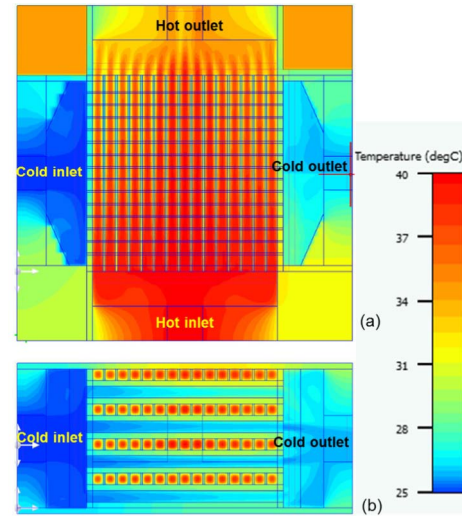 Hot outlet
Cold inlet
Cold outlet
Hot inlet
(a)
Temperature (degC)
40
37
34
31
28
25
Cold inlet
Cold outlet
(b)